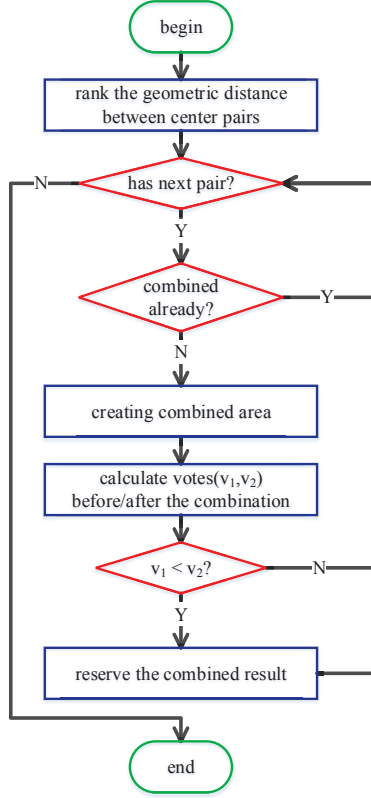 begin
rank the geometric distance
between center pairs
N
has next pair?
Y
combined
already?
Y
N
creating combined area
calculate votes(v₁,v₂)
before/after the combination
v₁ < v₂?
N
Y
reserve the combined result
end